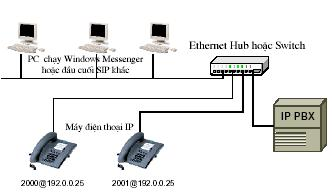 Ethernet Hub hoặc Switch
PC chạy Windows Messenger
hoặc đầu cuối SIP khác
IP PBX
Máy điện thoại IP
2000@192.0.0.25
2001@192.0.0.25